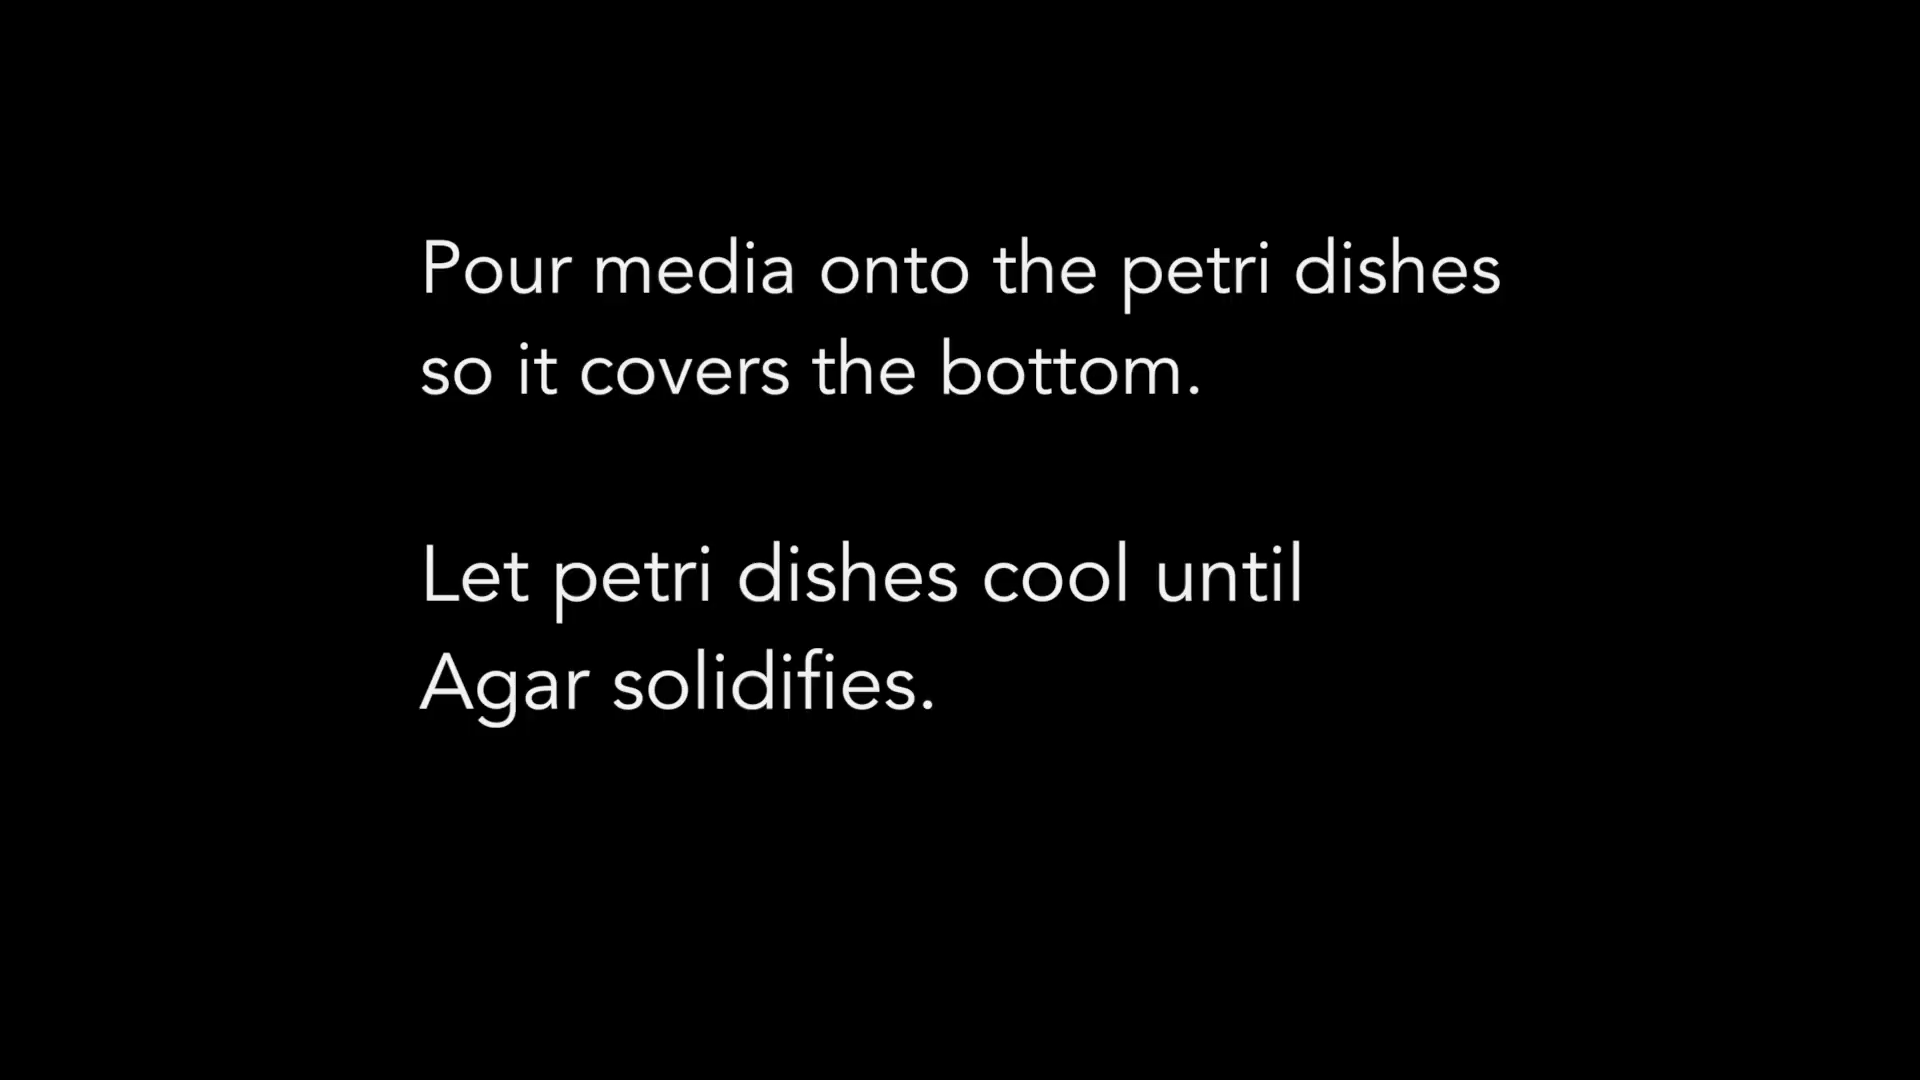 Pour media onto the petri dishes
so it covers the bottom.
Let petri dishes cool until
Agar solidifies.